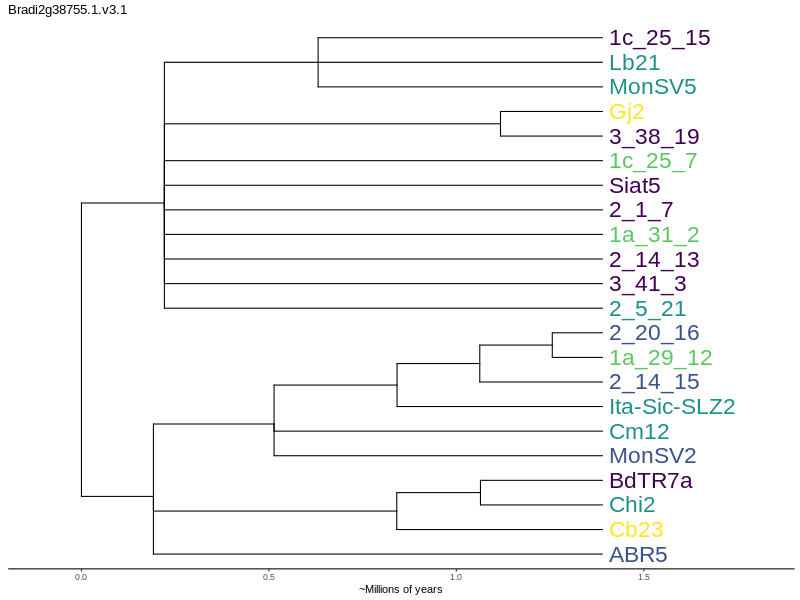 Bradi2g38755.1.v3.1
1c_25_15
Lb21
MonSV5
Gj2
3_38_19
1c_25_7
Siat5
2_1_7
1a_31_2
2_14_13
3_41_3
2_5_21
2_20_16
1a_29_12
2_14_15
Ita-Sic-SLZ2
Cm12
MonSV2
BdTR7a
Chi2
Cb23
ABR5
0.0 0.5 1.0 1.5
~Millions of years